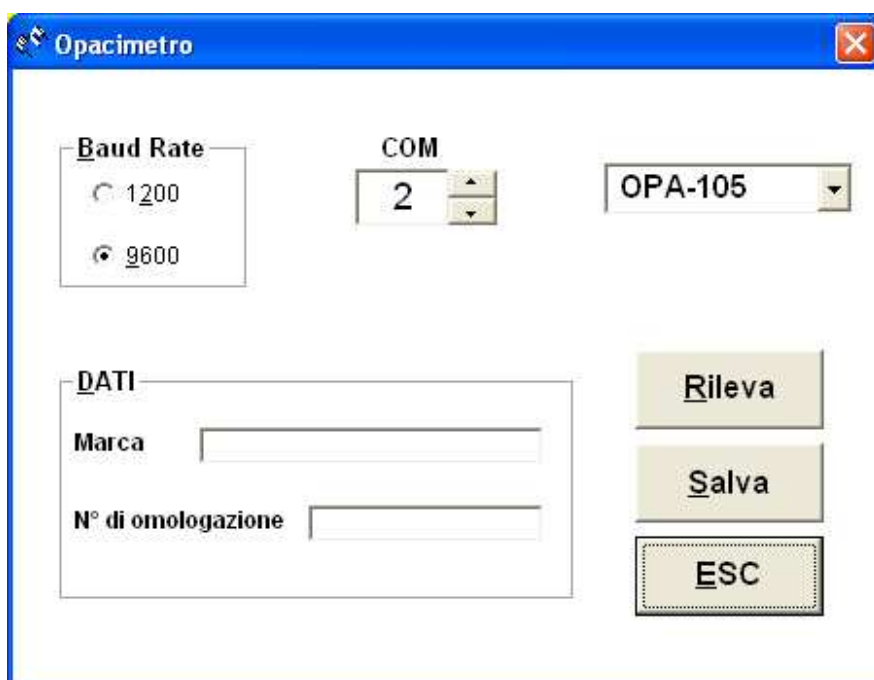 Opacimetro
Baud Rate
1200
9600
COM
2
OPA-105
DATI
Marca
N° di omologazione
Rileva
Salva
ESC